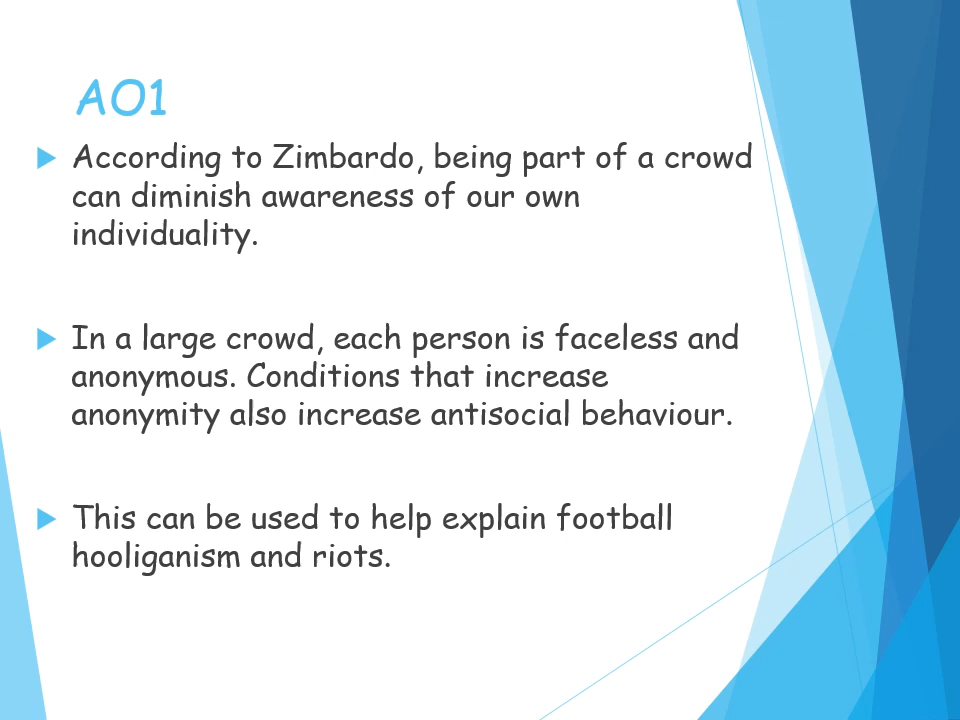 AO1
According to Zimbardo, being part of a crowd
can diminish awareness of our own
individuality.
In a large crowd, each person is faceless and
anonymous. Conditions that increase
anonymity also increase antisocial behaviour.
This can be used to help explain football
hooliganism and riots.